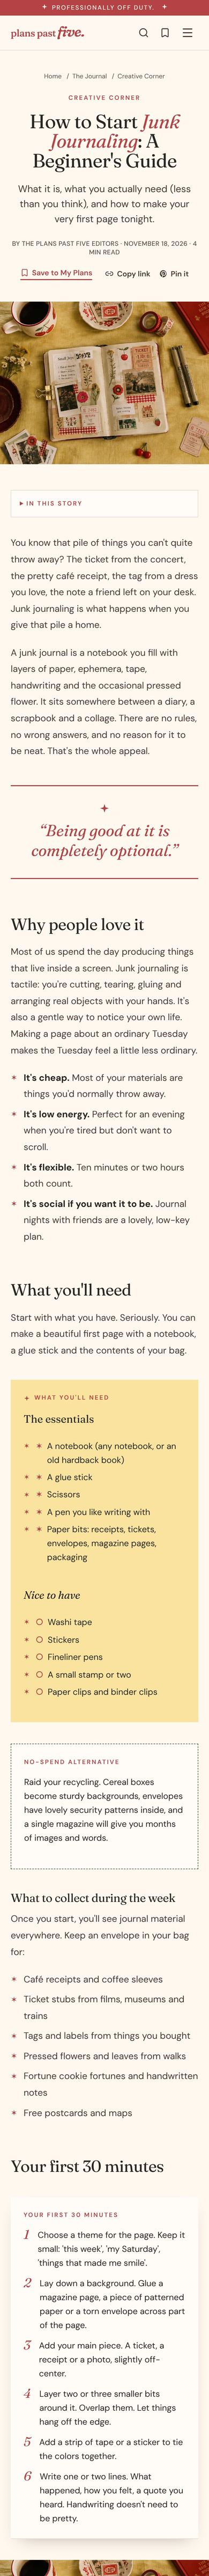 PROFESSIONALLY OFF DUTY.
plans past five.
Home / The Journal / Creative Corner
CREATIVE CORNER
How to Start Junk
Journaling: A
Beginner's Guide
What it is, what you actually need (less
than you think), and how to make your
very first page tonight.
BY THE PLANS PAST FIVE EDITORS · NOVEMBER 18, 2026 · 4
MIN READ
Save to My Plans
Copy link
Pin it
IN THIS STORY
You know that pile of things you can't quite
throw away? The ticket from the concert,
the pretty café receipt, the tag from a dress
you love, the note a friend left on your desk.
Junk journaling is what happens when you
give that pile a home.
A junk journal is a notebook you fill with
layers of paper, ephemera, tape,
handwriting and the occasional pressed
flower. It sits somewhere between a diary, a
scrapbook and a collage. There are no rules,
no wrong answers, and no reason for it to
be neat. That's the whole appeal.
“Being good at it is
completely optional.”
Why people love it
Most of us spend the day producing things
that live inside a screen. Junk journaling is
tactile: you're cutting, tearing, gluing and
arranging real objects with your hands. It's
also a gentle way to notice your own life.
Making a page about an ordinary Tuesday
makes the Tuesday feel a little less ordinary.
It's cheap. Most of your materials are
things you'd normally throw away.
It's low energy. Perfect for an evening
when you're tired but don't want to
scroll.
It's flexible. Ten minutes or two hours
both count.
It's social if you want it to be. Journal
nights with friends are a lovely, low-key
plan.
What you'll need
Start with what you have. Seriously. You can
make a beautiful first page with a notebook,
a glue stick and the contents of your bag.
WHAT YOU'LL NEED
The essentials
A notebook (any notebook, or an
old hardback book)
A glue stick
Scissors
A pen you like writing with
Paper bits: receipts, tickets,
envelopes, magazine pages,
packaging
Nice to have
Washi tape
Stickers
Fineliner pens
A small stamp or two
Paper clips and binder clips
NO-SPEND ALTERNATIVE
Raid your recycling. Cereal boxes
become sturdy backgrounds, envelopes
have lovely security patterns inside, and
a single magazine will give you months
of images and words.
What to collect during the week
Once you start, you'll see journal material
everywhere. Keep an envelope in your bag
for:
Café receipts and coffee sleeves
Ticket stubs from films, museums and
trains
Tags and labels from things you bought
Pressed flowers and leaves from walks
Fortune cookie fortunes and handwritten
notes
Free postcards and maps
Your first 30 minutes
YOUR FIRST 30 MINUTES
1 Choose a theme for the page. Keep it
small: 'this week', 'my Saturday',
'things that made me smile'.
2 Lay down a background. Glue a
magazine page, a piece of patterned
paper or a torn envelope across part
of the page.
3 Add your main piece. A ticket, a
receipt or a photo, slightly off-
center.
4 Layer two or three smaller bits
around it. Overlap them. Let things
hang off the edge.
5 Add a strip of tape or a sticker to tie
the colors together.
6 Write one or two lines. What
happened, how you felt, a quote you
heard. Handwriting doesn't need to
be pretty.